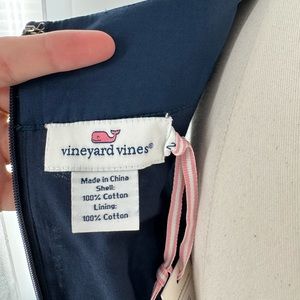 vineyard vines®
Made in China
Shell:
100% Cotton
Lining:
100% Cotton